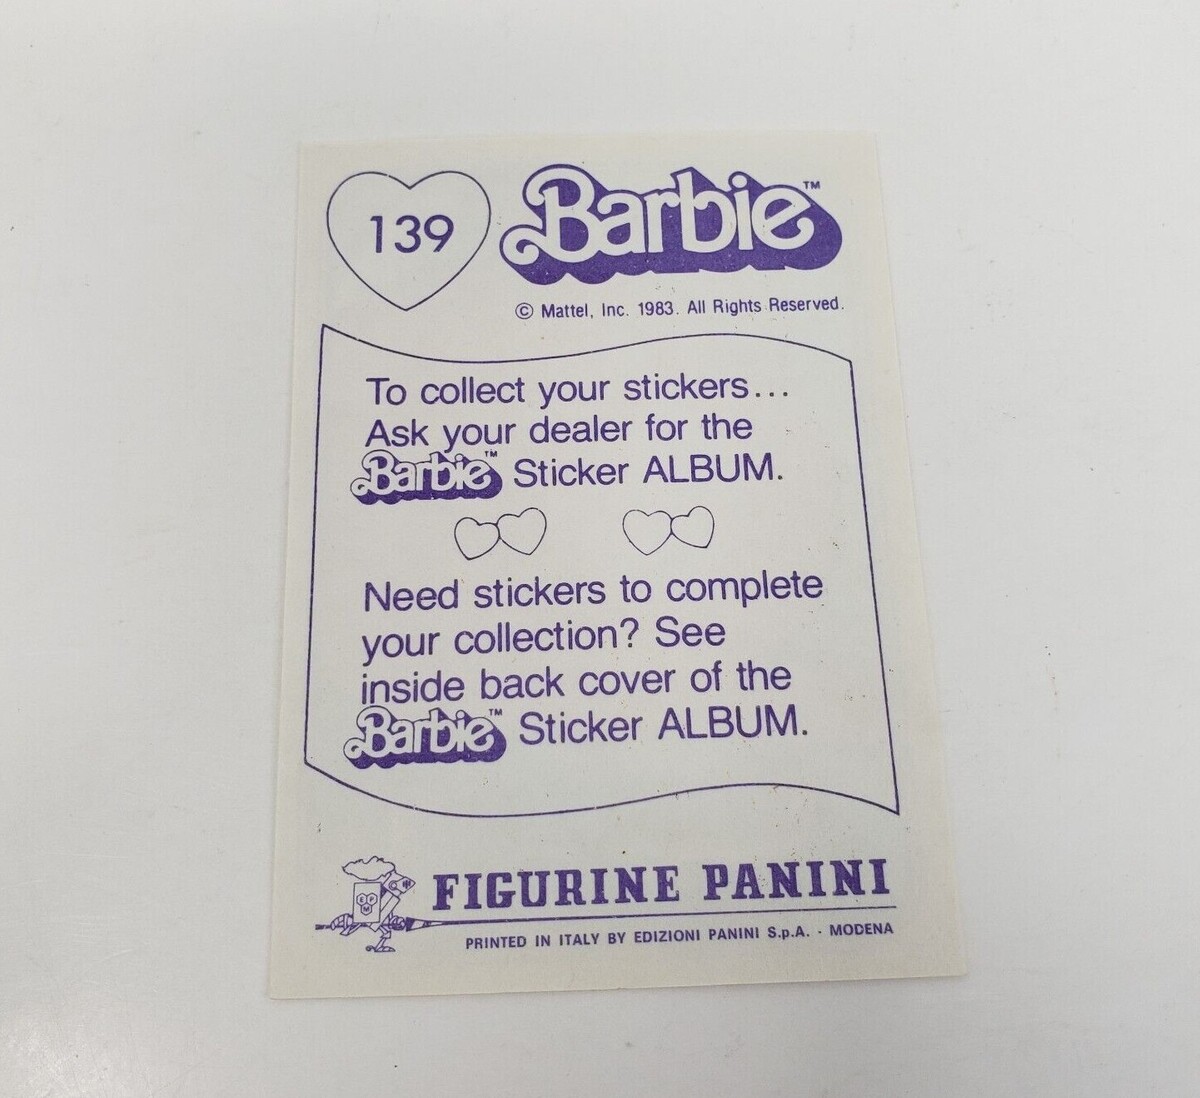 139
Barbie™
© Mattel, Inc. 1983. All Rights Reserved.
To collect your stickers...
Ask your dealer for the
Barbie™ Sticker ALBUM.
Need stickers to complete
your collection? See
inside back cover of the
Barbie™ Sticker ALBUM.
EPM
FIGURINE PANINI
PRINTED IN ITALY BY EDIZIONI PANINI S.p.A. - MODENA